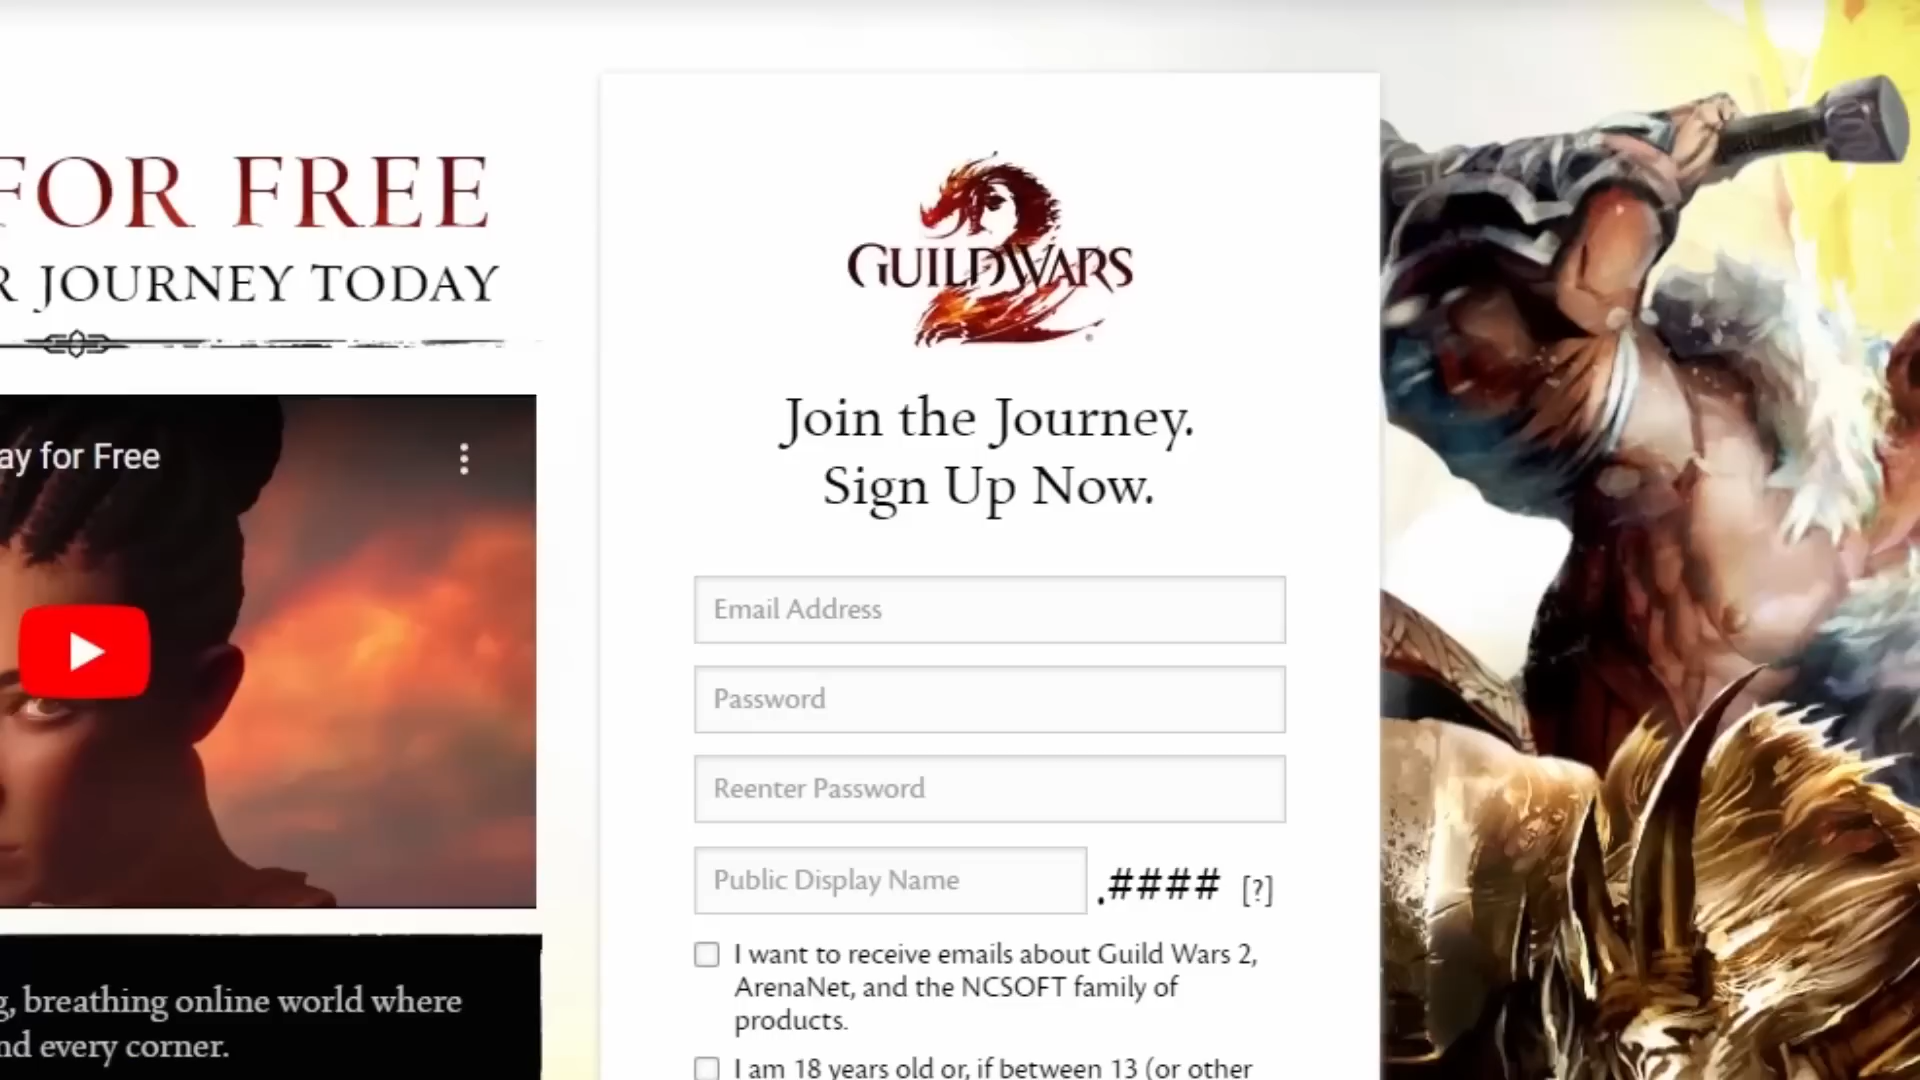 FOR FREE
R JOURNEY TODAY
ay for Free
g, breathing online world where
nd every corner.
GUILD WARS
2
Join the Journey.
Sign Up Now.
Email Address
Password
Reenter Password
Public Display Name .#### [?]
I want to receive emails about Guild Wars 2,
ArenaNet, and the NCSOFT family of
products.
I am 18 years old or, if between 13 (or other